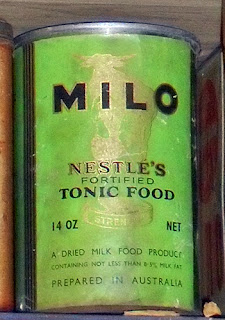 MILO
NESTLÉ'S
FORTIFIED
TONIC FOOD
14 OZ NET
A DRIED MILK FOOD PRODUCT
CONTAINING NOT LESS THAN 8·5% MILK FAT
PREPARED IN AUSTRALIA